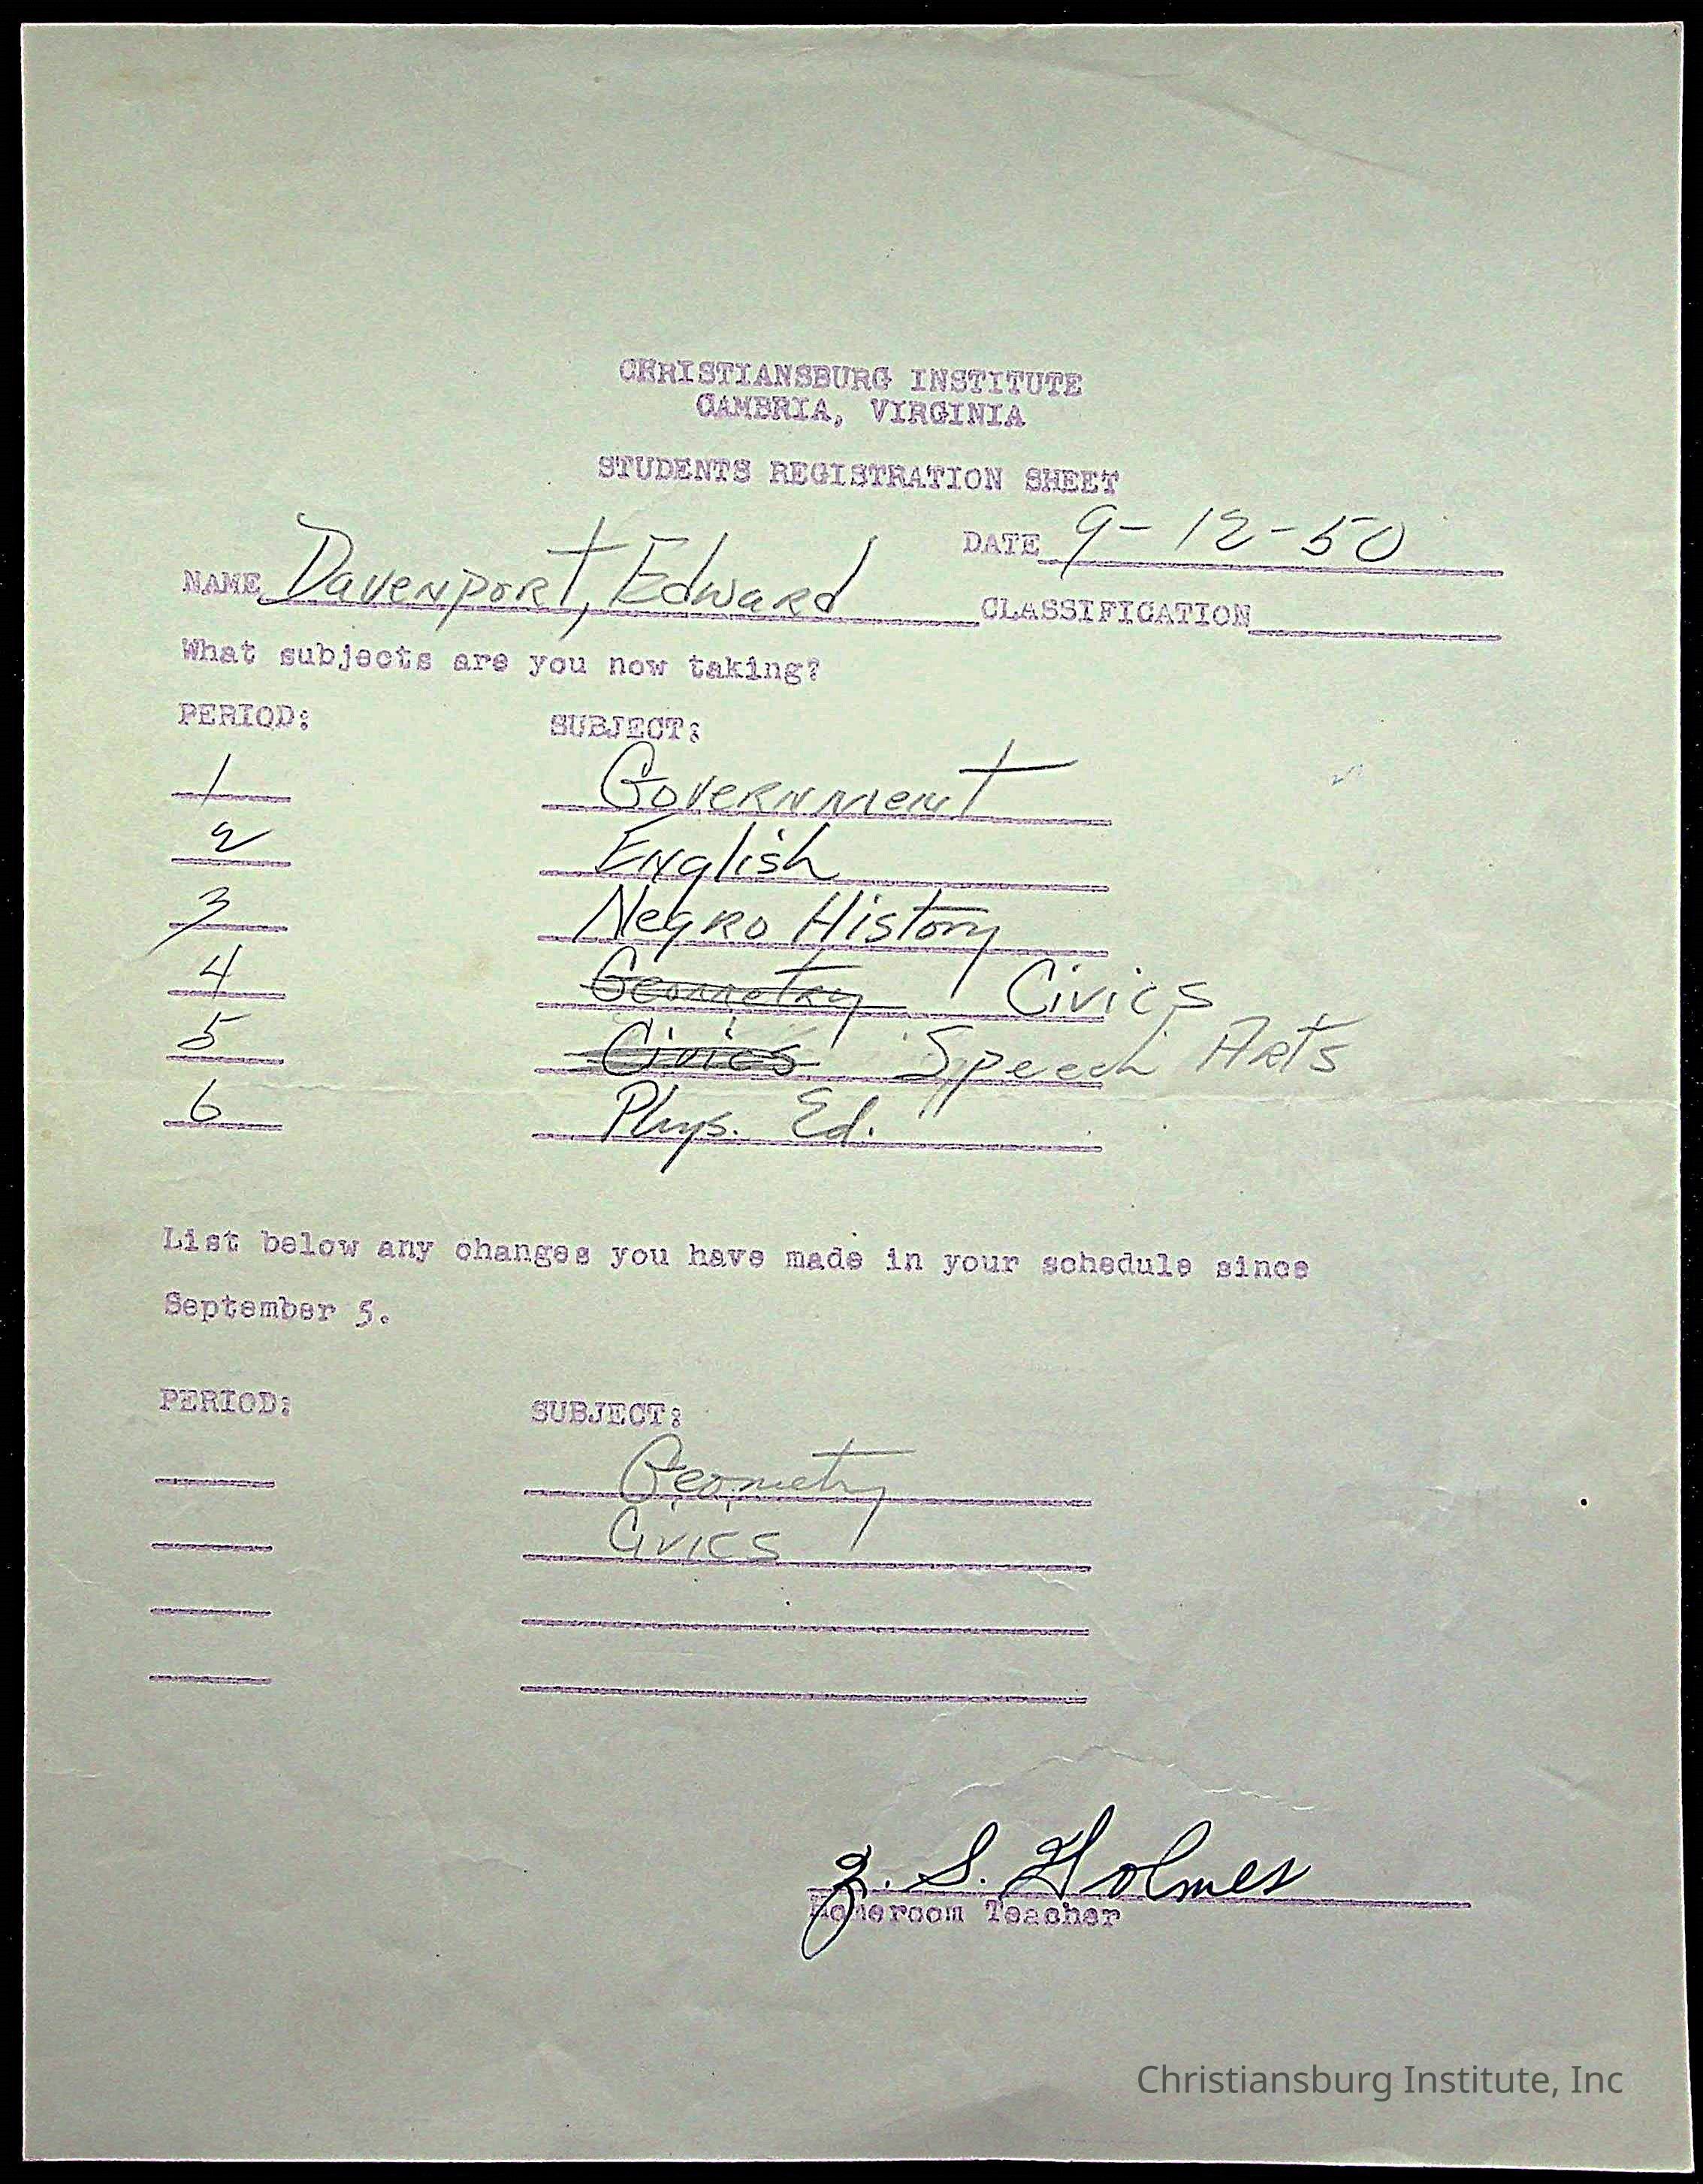 CHRISTIANSBURG INSTITUTE
CAMBRIA, VIRGINIA
STUDENTS REGISTRATION SHEET
DATE 9-12-50
NAME Davenport, Edward CLASSIFICATION
What subjects are you now taking?
PERIOD: SUBJECT:
1 Government
2 English
3 Negro History
4 Geometry Civics
5 Civics Speech Arts
6 Phys. Ed.
List below any changes you have made in your schedule since
September 5.
PERIOD: SUBJECT:
Geometry
Civics
Z. S. Holmes
Homeroom Teacher
Christiansburg Institute, Inc